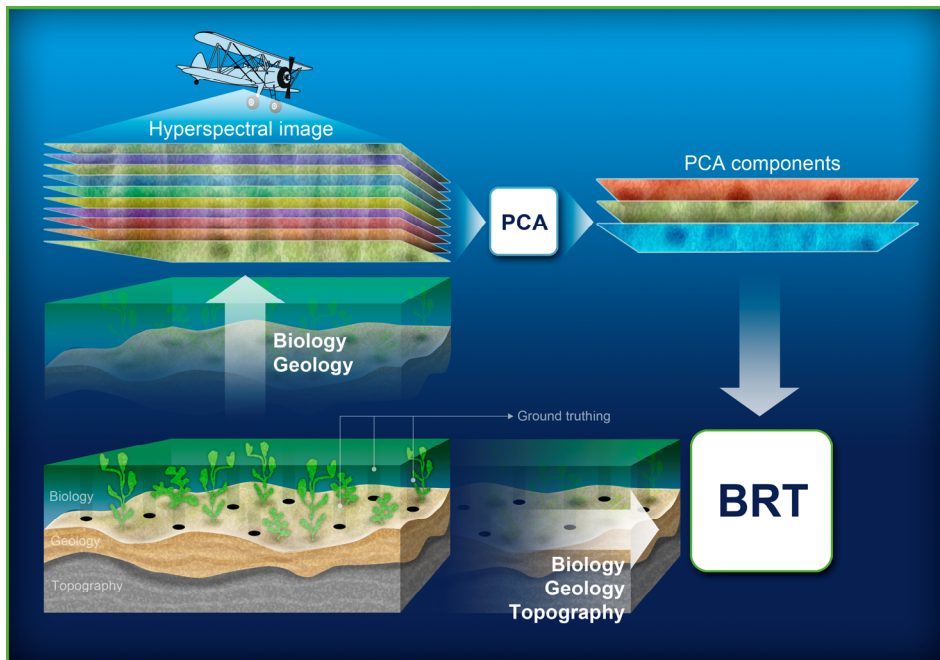 Hyperspectral image
PCA components
PCA
Biology
Geology
Ground truthing
Biology
Geology
Topography
BRT
Biology
Geology
Topography